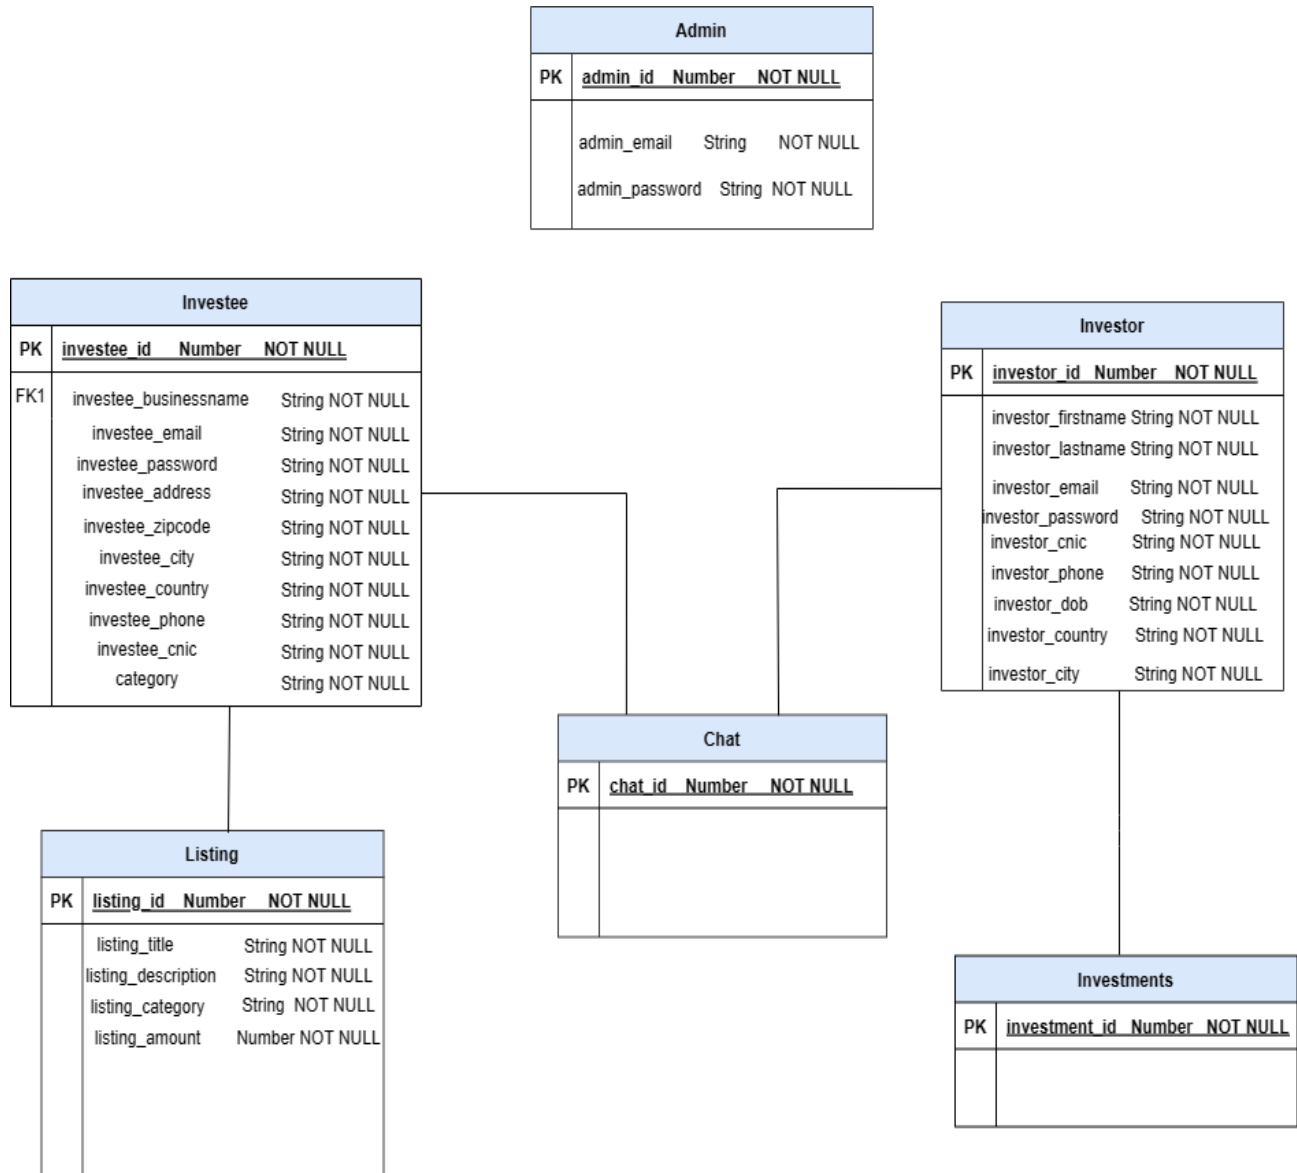 Admin
PK admin_id Number NOT NULL
admin_email String NOT NULL
admin_password String NOT NULL
Investee
PK investee_id Number NOT NULL
FK1 investee_businessname String NOT NULL
investee_email String NOT NULL
investee_password String NOT NULL
investee_address String NOT NULL
investee_zipcode String NOT NULL
investee_city String NOT NULL
investee_country String NOT NULL
investee_phone String NOT NULL
investee_cnic String NOT NULL
category String NOT NULL
Investor
PK investor_id Number NOT NULL
investor_firstname String NOT NULL
investor_lastname String NOT NULL
investor_email String NOT NULL
investor_password String NOT NULL
investor_cnic String NOT NULL
investor_phone String NOT NULL
investor_dob String NOT NULL
investor_country String NOT NULL
investor_city String NOT NULL
Chat
PK chat_id Number NOT NULL
Listing
PK listing_id Number NOT NULL
listing_title String NOT NULL
listing_description String NOT NULL
listing_category String NOT NULL
listing_amount Number NOT NULL
Investments
PK investment_id Number NOT NULL